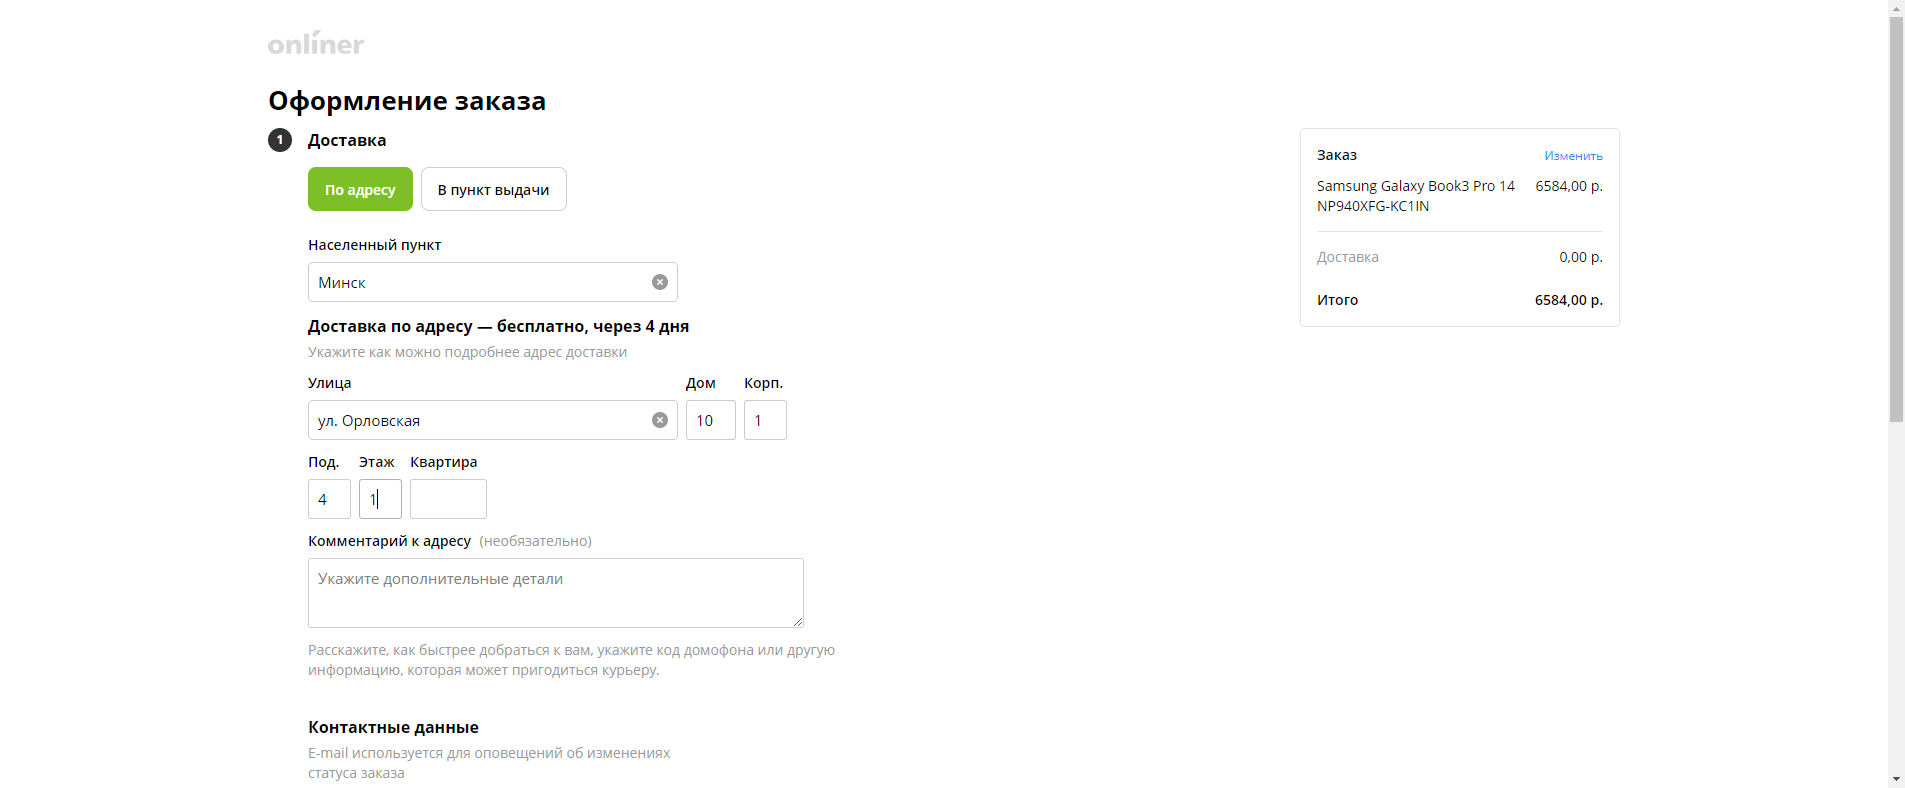 onlíner
Оформление заказа
1 Доставка
По адресу В пункт выдачи
Населенный пункт
Минск
Доставка по адресу — бесплатно, через 4 дня
Укажите как можно подробнее адрес доставки
Улица Дом Корп.
ул. Орловская 10 1
Под. Этаж Квартира
4 1
Комментарий к адресу (необязательно)
Укажите дополнительные детали
Расскажите, как быстрее добраться к вам, укажите код домофона или другую
информацию, которая может пригодиться курьеру.
Контактные данные
E-mail используется для оповещений об изменениях
статуса заказа
Заказ Изменить
Samsung Galaxy Book3 Pro 14 6584,00 р.
NP940XFG-KC1IN
Доставка 0,00 р.
Итого 6584,00 р.